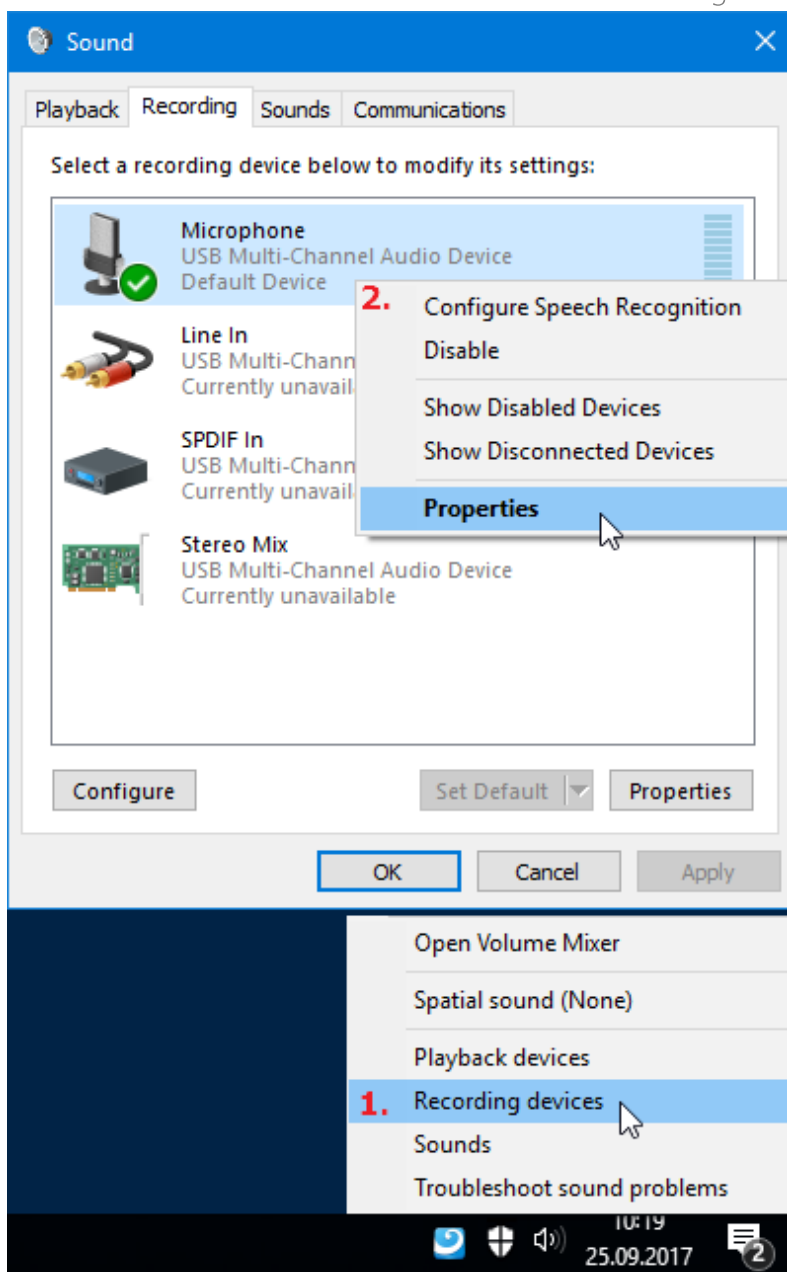 Sound
Playback Recording Sounds Communications
Select a recording device below to modify its settings:
Microphone
USB Multi-Channel Audio Device
Default Device
2.
Configure Speech Recognition
Disable
Show Disabled Devices
Show Disconnected Devices
Properties
Line In
USB Multi-Chann
Currently unavail
SPDIF In
USB Multi-Chann
Currently unavail
Stereo Mix
USB Multi-Channel Audio Device
Currently unavailable
Configure Set Default Properties
OK Cancel Apply
Open Volume Mixer
Spatial sound (None)
Playback devices
1. Recording devices
Sounds
Troubleshoot sound problems
10:19
25.09.2017
2